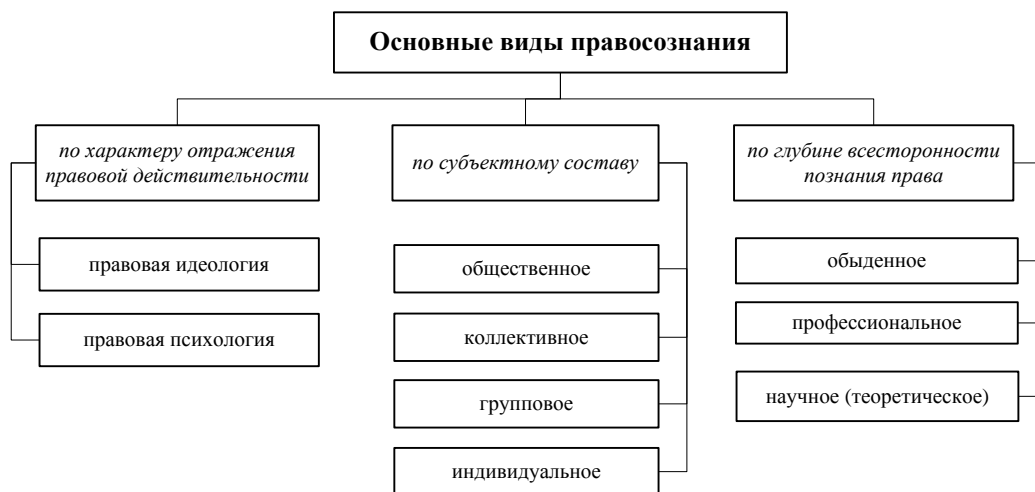 Основные виды правосознания
по характеру отражения
правовой действительности
правовая идеология
правовая психология
по субъектному составу
общественное
коллективное
групповое
индивидуальное
по глубине всесторонности
познания права
обыденное
профессиональное
научное (теоретическое)